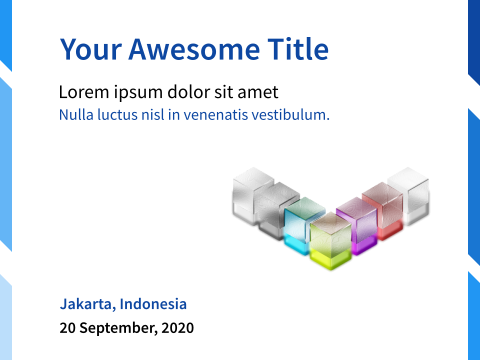 Your Awesome Title
Lorem ipsum dolor sit amet
Nulla luctus nisl in venenatis vestibulum.
Jakarta, Indonesia
20 September, 2020